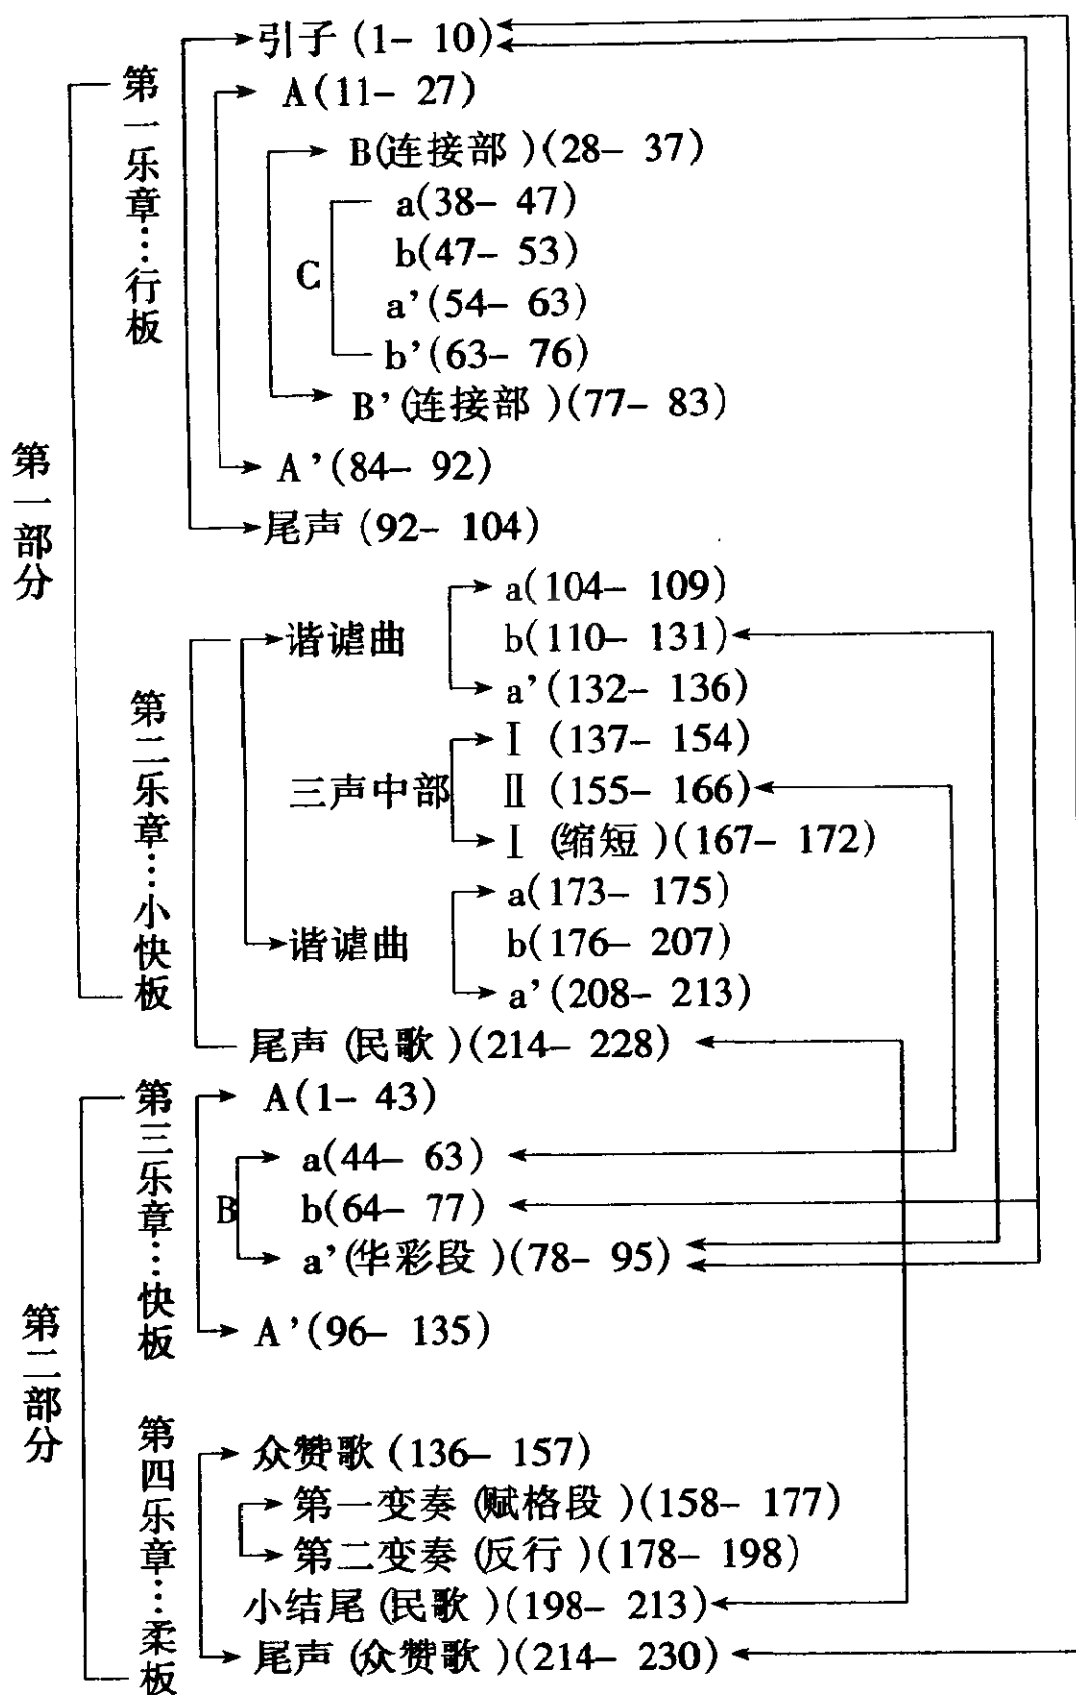 第一部分
第一乐章…行板
引子 (1– 10)
A(11– 27)
B(连接部)(28– 37)
C
a(38– 47)
b(47– 53)
a’(54– 63)
b’(63– 76)
B’(连接部)(77– 83)
A’(84– 92)
尾声 (92– 104)
第二乐章…小快板
谐谑曲
a(104– 109)
b(110– 131)
a’(132– 136)
三声中部
Ⅰ (137– 154)
Ⅱ (155– 166)
Ⅰ (缩短)(167– 172)
谐谑曲
a(173– 175)
b(176– 207)
a’(208– 213)
尾声 (民歌)(214– 228)
第二部分
第三乐章…快板
A(1– 43)
B
a(44– 63)
b(64– 77)
a’(华彩段)(78– 95)
A’(96– 135)
第四乐章…柔板
众赞歌 (136– 157)
第一变奏 (赋格段)(158– 177)
第二变奏 (反行)(178– 198)
小结尾 (民歌)(198– 213)
尾声 (众赞歌)(214– 230)